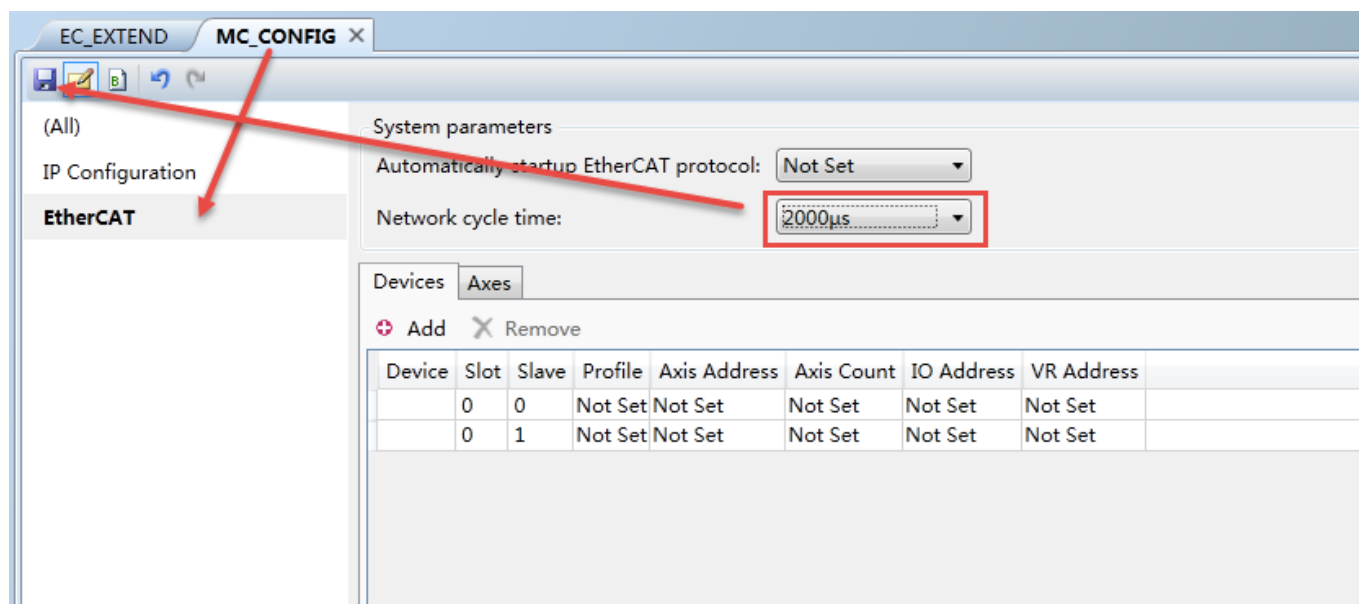 EC_EXTEND MC_CONFIG
B
(All)
IP Configuration
EtherCAT
System parameters
Automatically startup EtherCAT protocol: Not Set
Network cycle time: 2000µs
Devices Axes
Add Remove
Device Slot Slave Profile Axis Address Axis Count IO Address VR Address
0 0 Not Set Not Set Not Set Not Set Not Set
0 1 Not Set Not Set Not Set Not Set Not Set